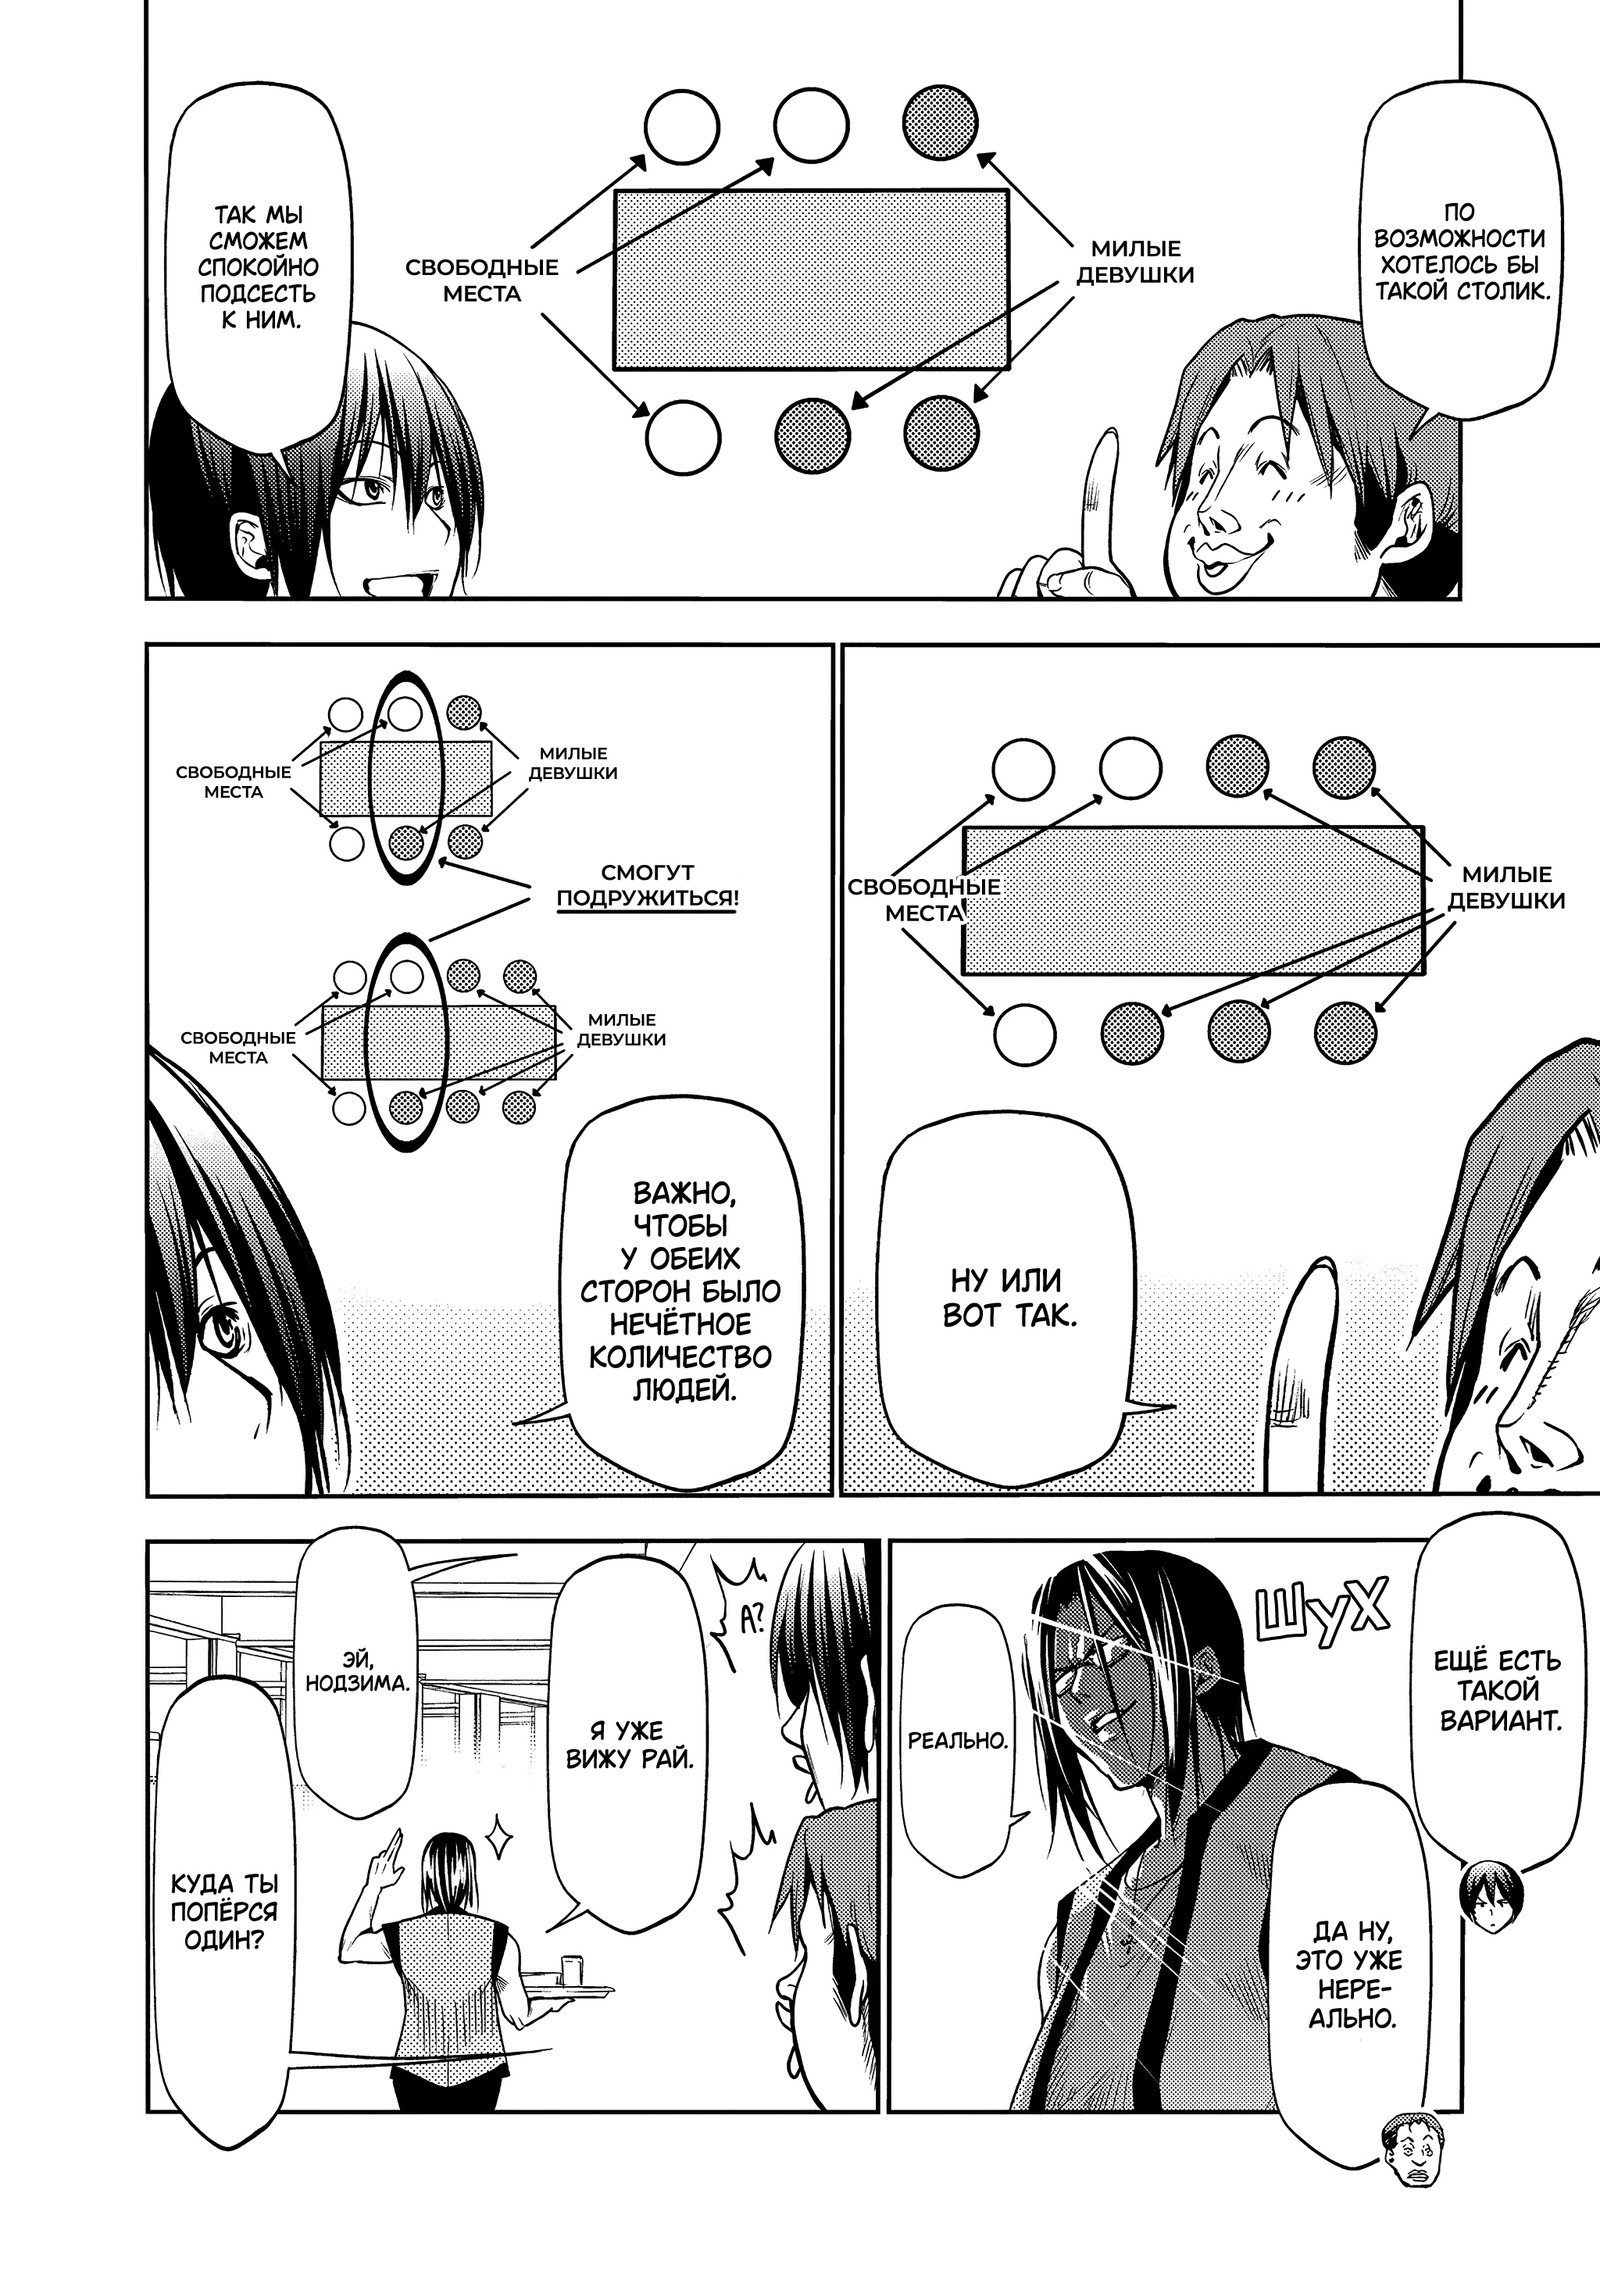 ПО
ВОЗМОЖНОСТИ
ХОТЕЛОСЬ БЫ
ТАКОЙ СТОЛИК.
СВОБОДНЫЕ
МЕСТА
МИЛЫЕ
ДЕВУШКИ
ТАК МЫ
СМОЖЕМ
СПОКОЙНО
ПОДСЕСТЬ
К НИМ.
СВОБОДНЫЕ
МЕСТА
МИЛЫЕ
ДЕВУШКИ
НУ ИЛИ
ВОТ ТАК.
СВОБОДНЫЕ
МЕСТА
МИЛЫЕ
ДЕВУШКИ
СМОГУТ
ПОДРУЖИТЬСЯ!
СВОБОДНЫЕ
МЕСТА
МИЛЫЕ
ДЕВУШКИ
ВАЖНО,
ЧТОБЫ
У ОБЕИХ
СТОРОН БЫЛО
НЕЧЁТНОЕ
КОЛИЧЕСТВО
ЛЮДЕЙ.
ЕЩЁ ЕСТЬ
ТАКОЙ
ВАРИАНТ.
ШУХ
ДА НУ,
ЭТО УЖЕ
НЕРЕ-
АЛЬНО.
РЕАЛЬНО.
А?
Я УЖЕ
ВИЖУ РАЙ.
ЭЙ,
НОДЗИМА.
КУДА ТЫ
ПОПЁРСЯ
ОДИН?